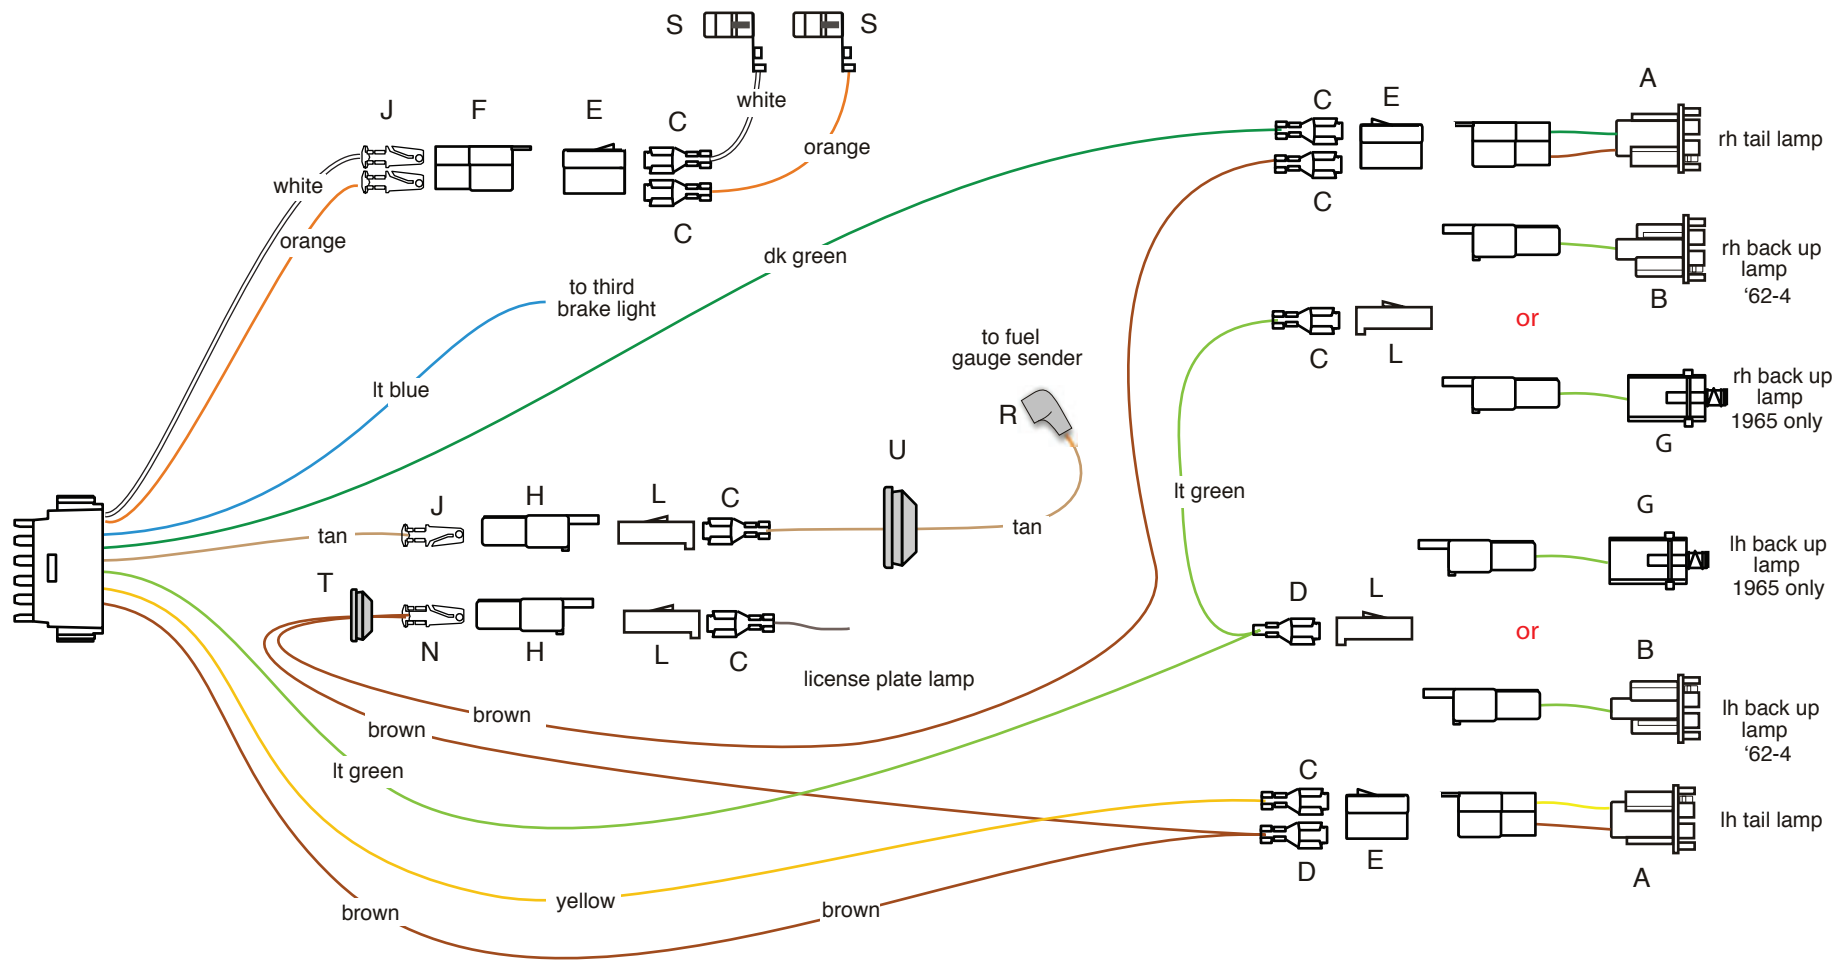 S
S
white
orange
J
F
E
C
C
white
orange
to third
brake light
lt blue
dk green
C
E
A
C
rh tail lamp
rh back up
lamp
‘62-4
B
or
C
L
rh back up
lamp
1965 only
G
to fuel
gauge sender
R
U
tan
J
H
L
C
tan
lt green
T
N
H
L
C
license plate lamp
G
lh back up
lamp
1965 only
D
L
or
B
lh back up
lamp
‘62-4
brown
brown
lt green
C
D
E
lh tail lamp
A
yellow
brown
brown